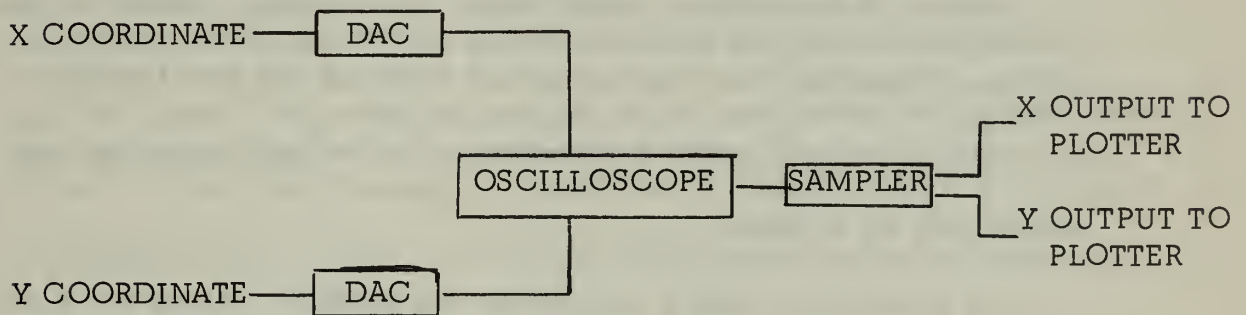 X COORDINATE DAC
X OUTPUT TO
PLOTTER
OSCILLOSCOPE SAMPLER
Y OUTPUT TO
PLOTTER
Y COORDINATE DAC